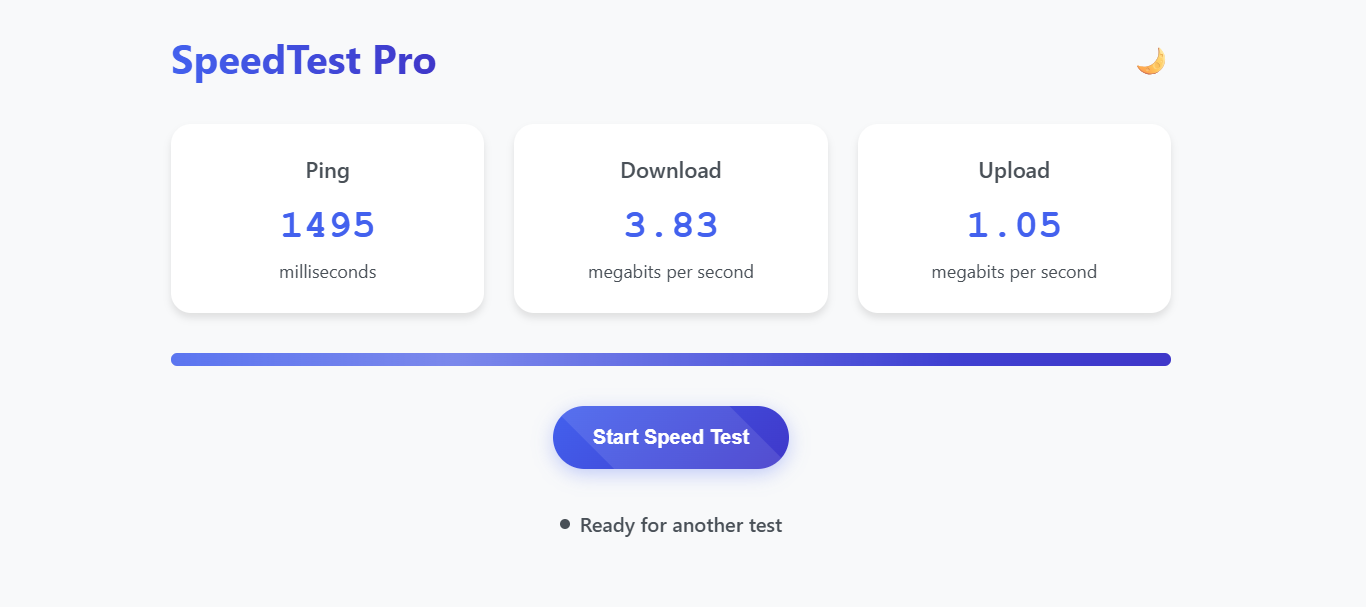 SpeedTest Pro
Ping
1495
milliseconds
Download
3.83
megabits per second
Upload
1.05
megabits per second
Start Speed Test
Ready for another test